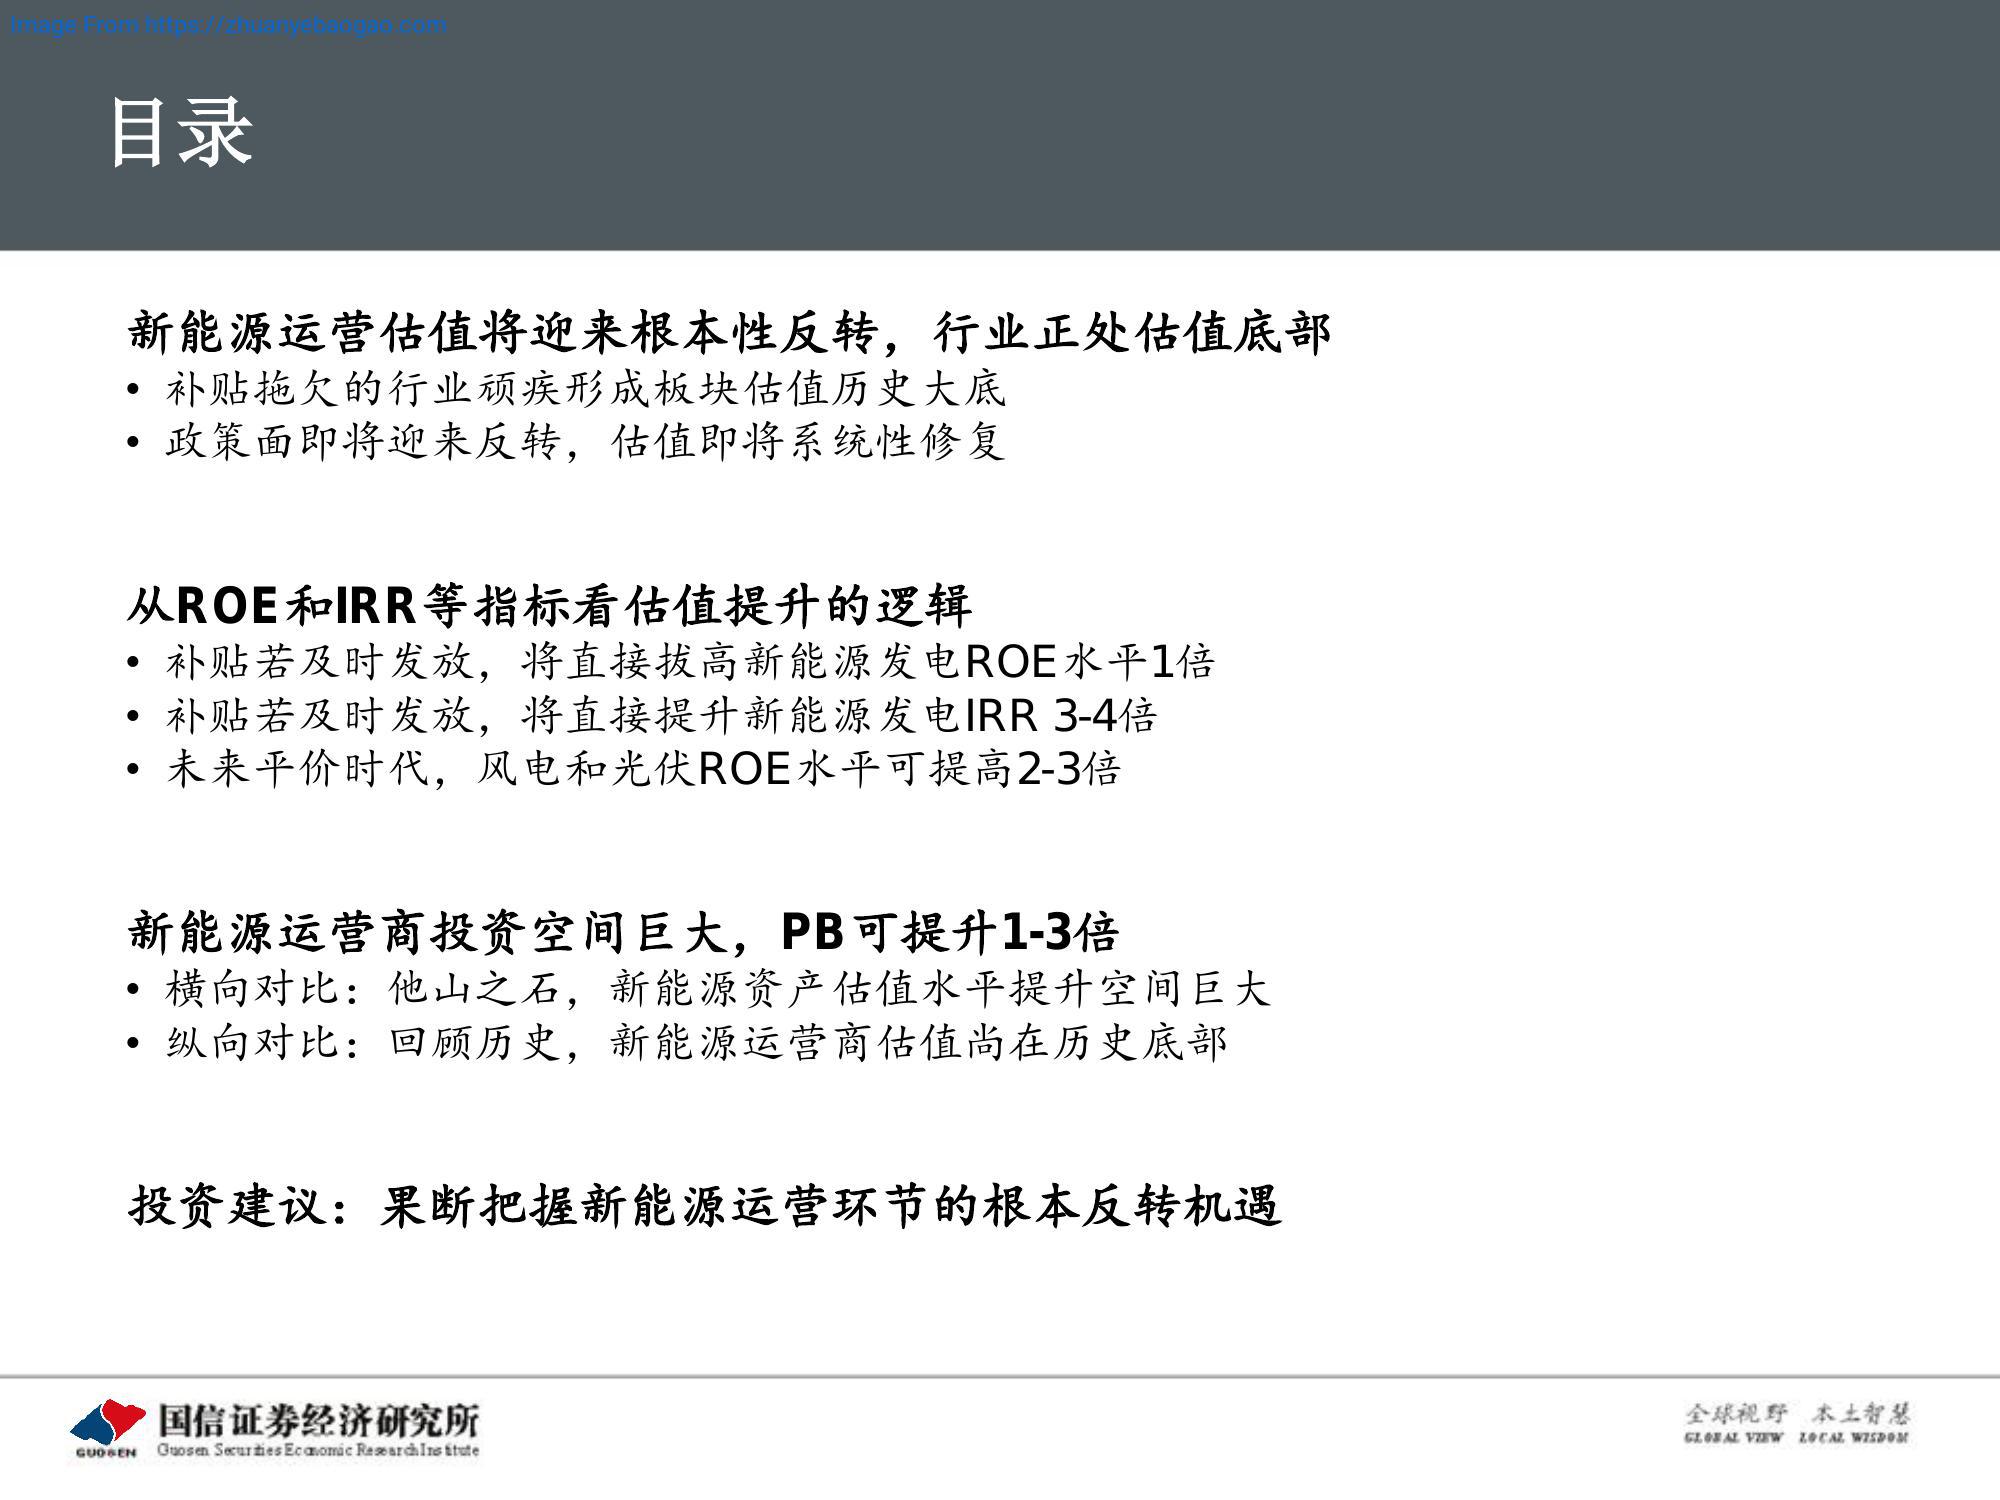 Image From https://zhuanyebaogao.com
目录
新能源运营估值将迎来根本性反转，行业正处估值底部
• 补贴拖欠的行业顽疾形成板块估值历史大底
• 政策面即将迎来反转，估值即将系统性修复
从ROE和IRR等指标看估值提升的逻辑
• 补贴若及时发放，将直接拔高新能源发电ROE水平1倍
• 补贴若及时发放，将直接提升新能源发电IRR 3-4倍
• 未来平价时代，风电和光伏ROE水平可提高2-3倍
新能源运营商投资空间巨大，PB可提升1-3倍
• 横向对比：他山之石，新能源资产估值水平提升空间巨大
• 纵向对比：回顾历史，新能源运营商估值尚在历史底部
投资建议：果断把握新能源运营环节的根本反转机遇
GUOSEN
国信证券经济研究所
Guosen Securities Economic Research Institute
全球视野 本土智慧
GLOBAL VIEW LOCAL WISDOM